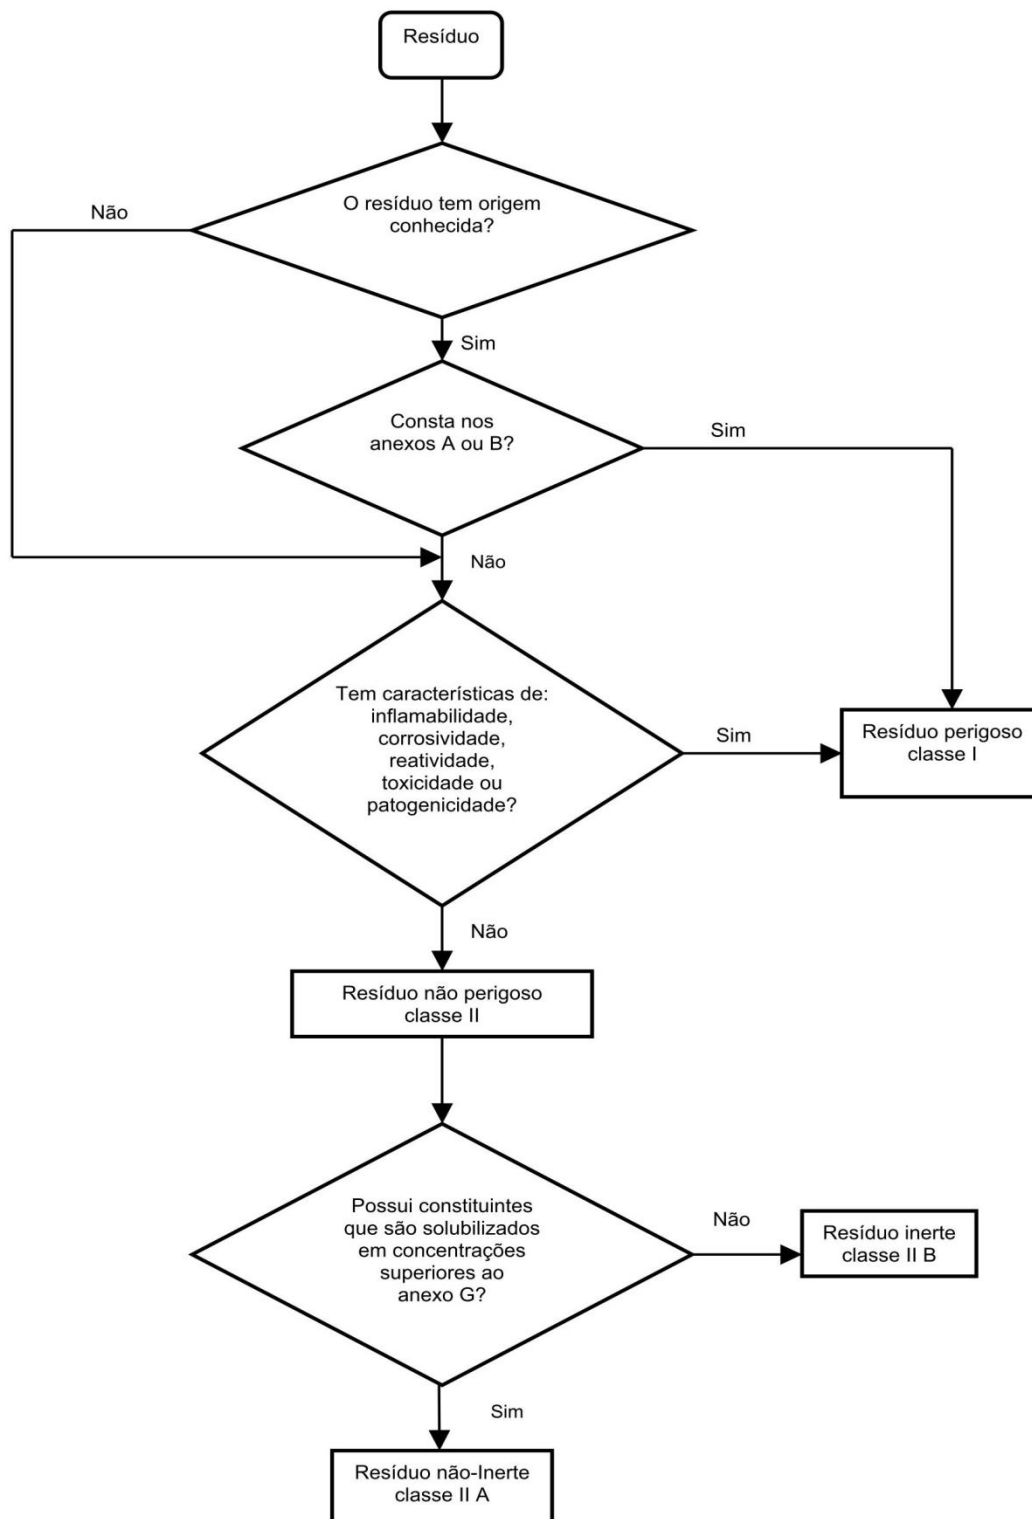 Resíduo
O resíduo tem origem
conhecida?
Não
Sim
Consta nos
anexos A ou B?
Sim
Não
Tem características de:
inflamabilidade,
corrosividade,
reatividade,
toxicidade ou
patogenicidade?
Sim
Resíduo perigoso
classe I
Não
Resíduo não perigoso
classe II
Possui constituintes
que são solubilizados
em concentrações
superiores ao
anexo G?
Não
Resíduo inerte
classe II B
Sim
Resíduo não-Inerte
classe II A